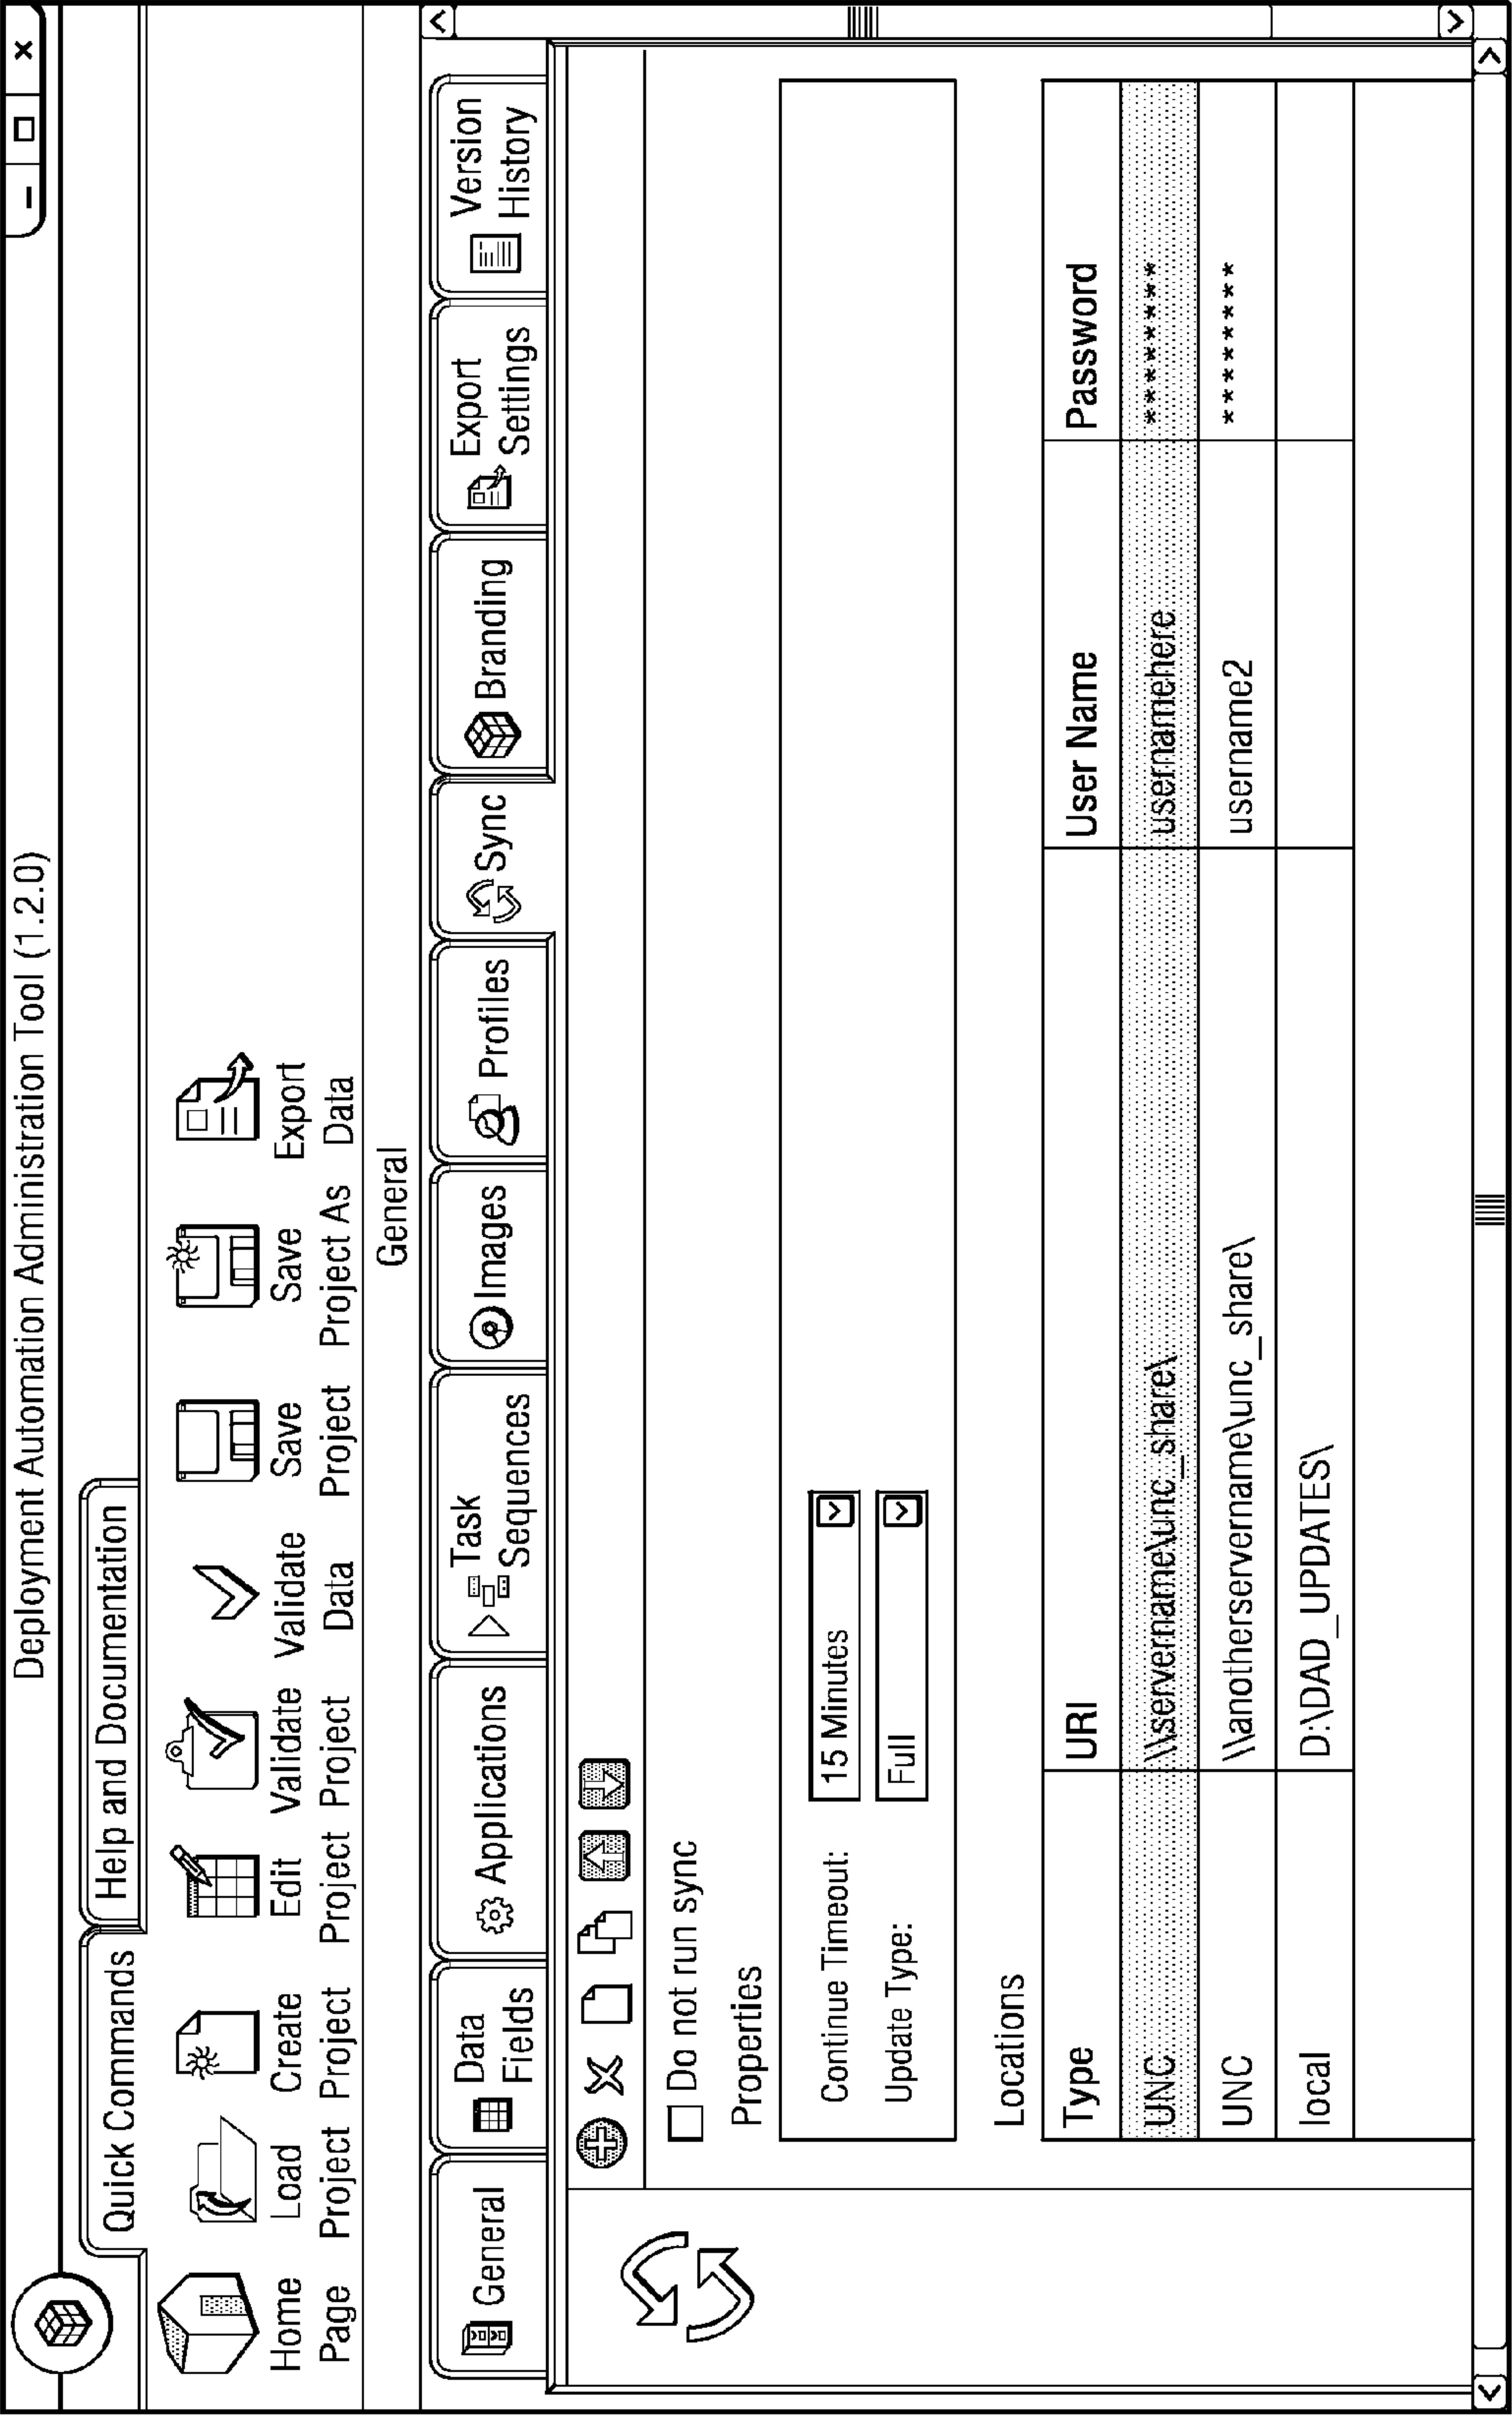 Deployment Automation Administration Tool (1.2.0)
Quick Commands Help and Documentation
Home Load Create Edit Validate Validate Save Save Export
Page Project Project Project Project Data Project Project As Data
General
General Data Fields Applications Task Sequences Images Profiles Sync Branding Export Settings Version History
Do not run sync
Properties
Continue Timeout: 15 Minutes
Update Type: Full
Locations
Type URI User Name Password
UNC \\servername\unc_share\ usernamehere ********
UNC \\anotherservername\unc_share\ username2 ********
local D:\DAD_UPDATES\